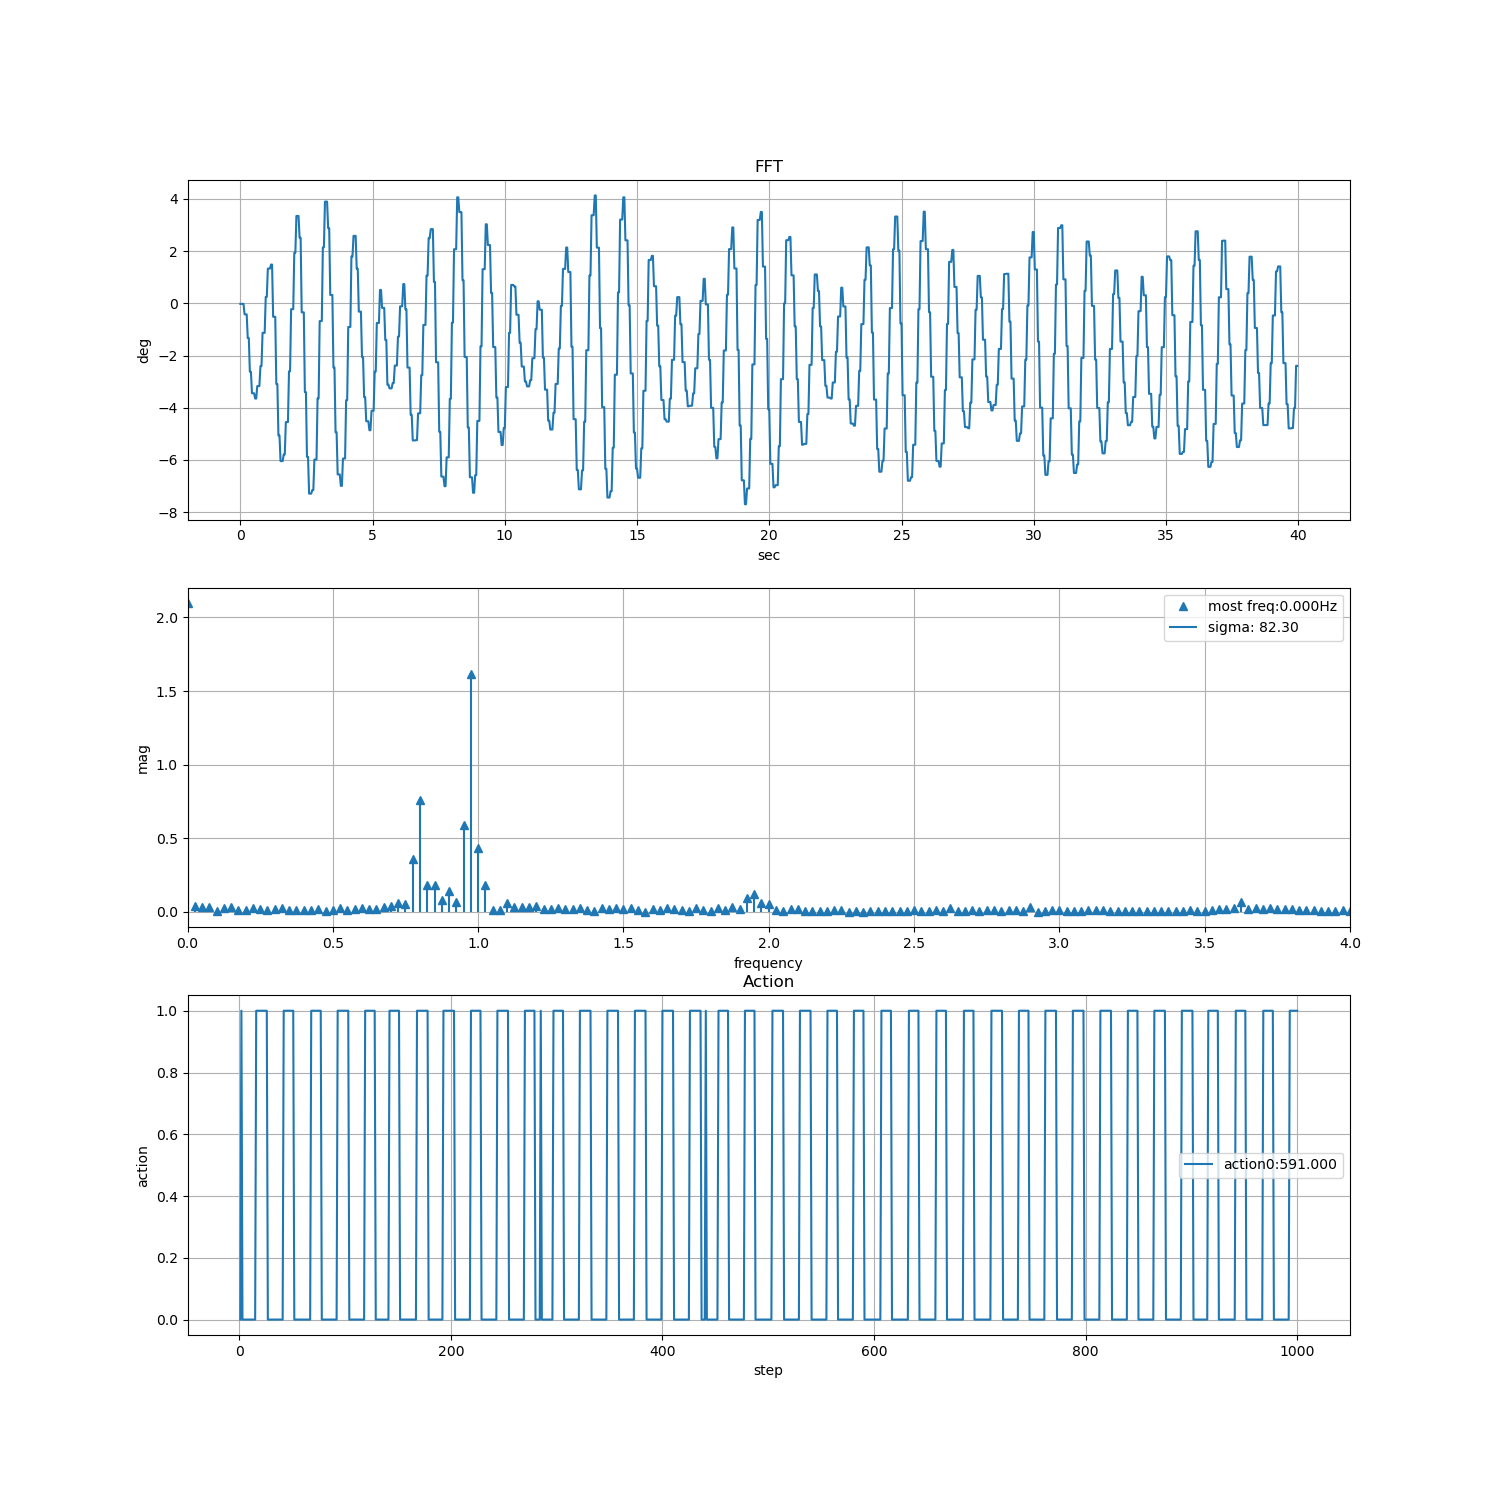 FFT
4
2
0
−2
−4
−6
−8
deg
0 5 10 15 20 25 30 35 40
sec
2.0
1.5
1.0
0.5
0.0
mag
most freq:0.000Hz
sigma: 82.30
0.0 0.5 1.0 1.5 2.0 2.5 3.0 3.5 4.0
frequency
Action
1.0
0.8
0.6
0.4
0.2
0.0
action
action0:591.000
0 200 400 600 800 1000
step